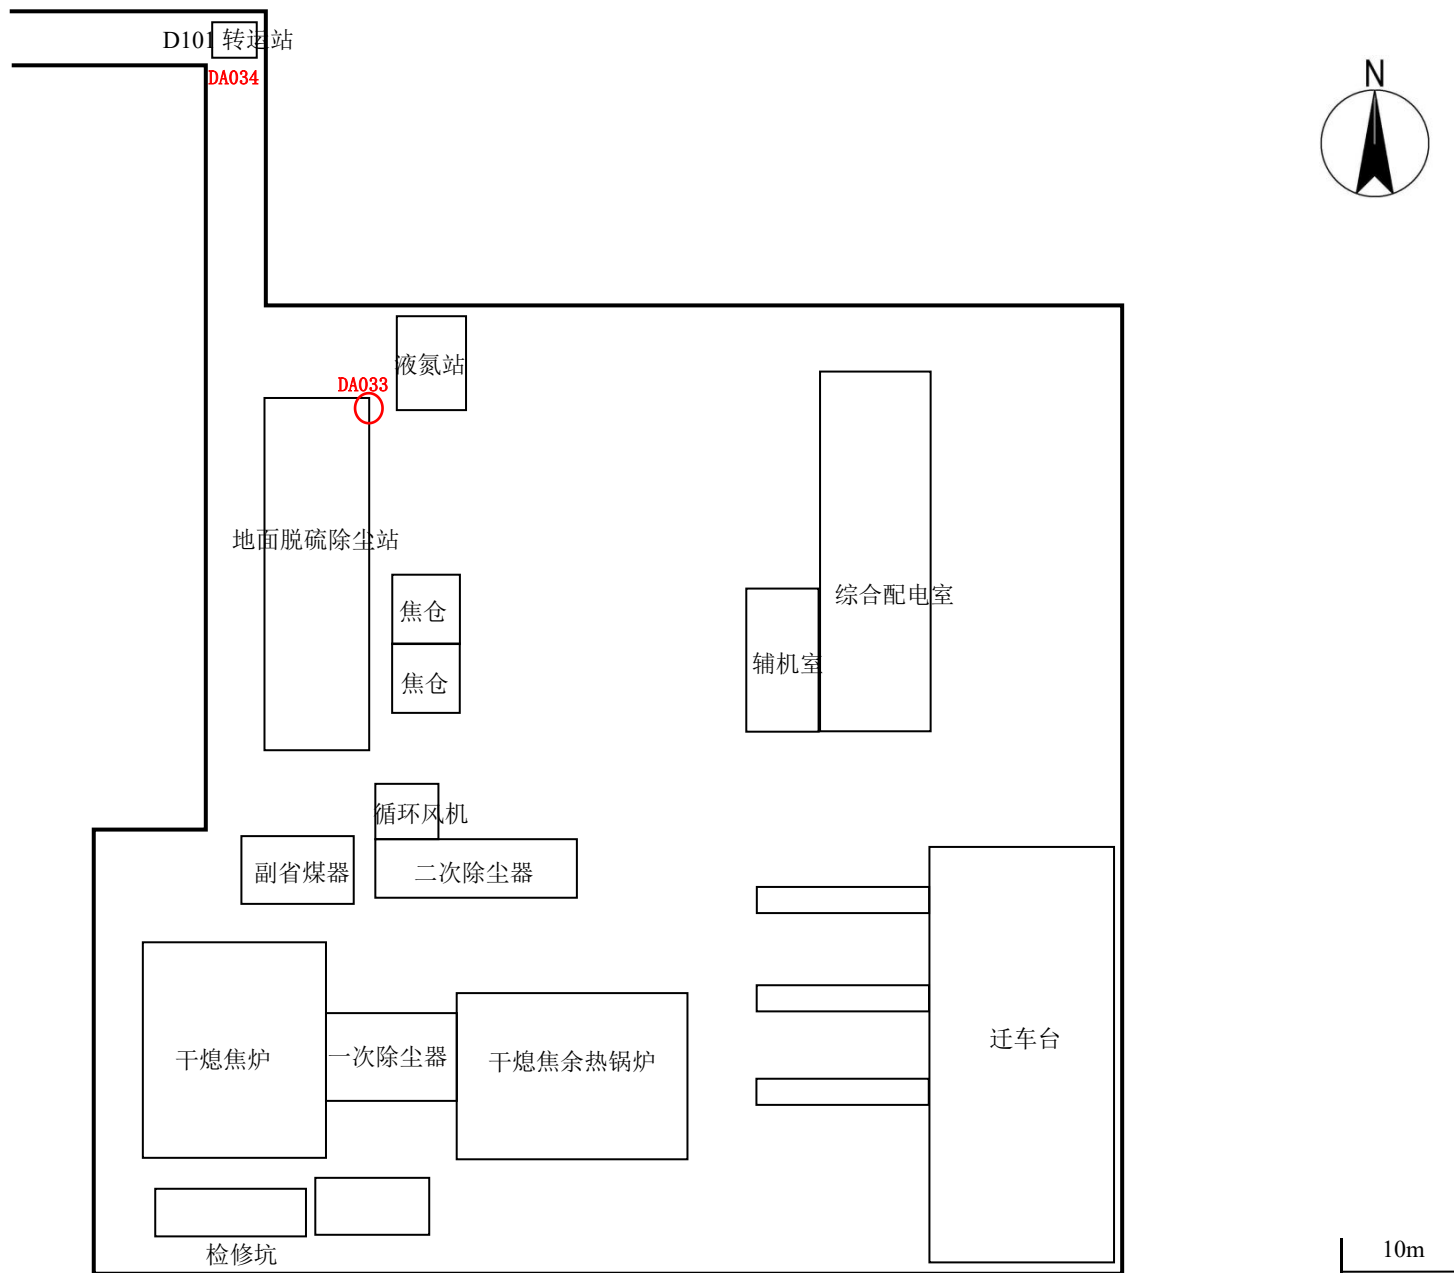 D101 转运站
DA034
N
液氮站
DA033
地面脱硫除尘站
综合配电室
焦仓
辅机室
焦仓
循环风机
副省煤器
二次除尘器
迁车台
干熄焦炉
一次除尘器
干熄焦余热锅炉
检修坑
10m